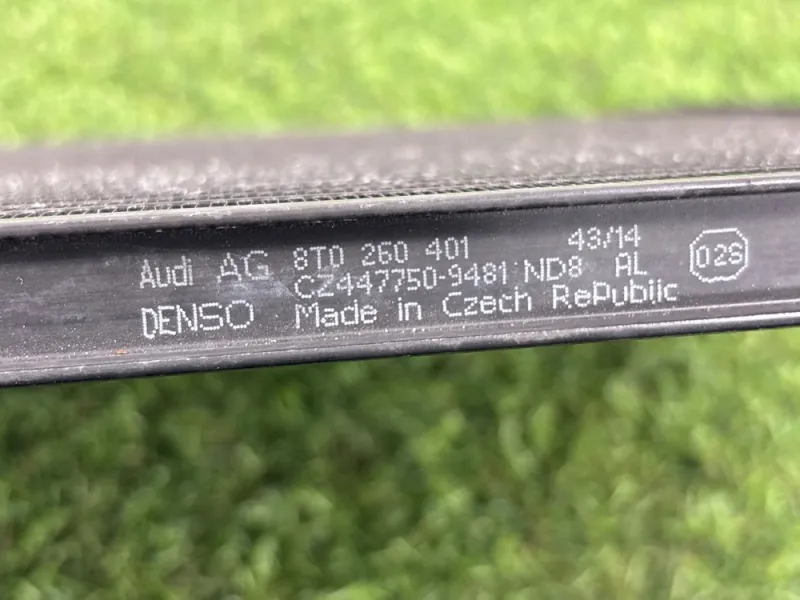 Audi AG 8T0 260 401 43/14
CZ447750-9481 ND8 AL 02S
DENSO Made in Czech RePublic